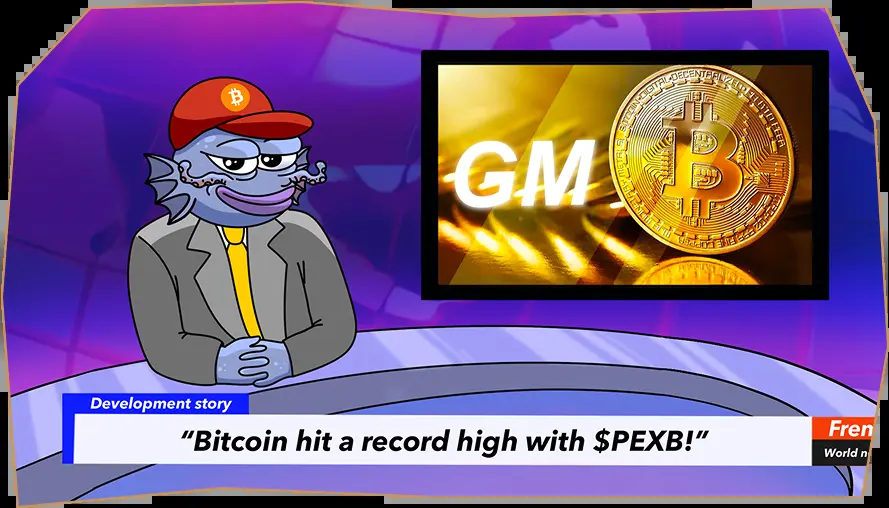 GM
Development story
“Bitcoin hit a record high with $PEXB!”
Fren
World n